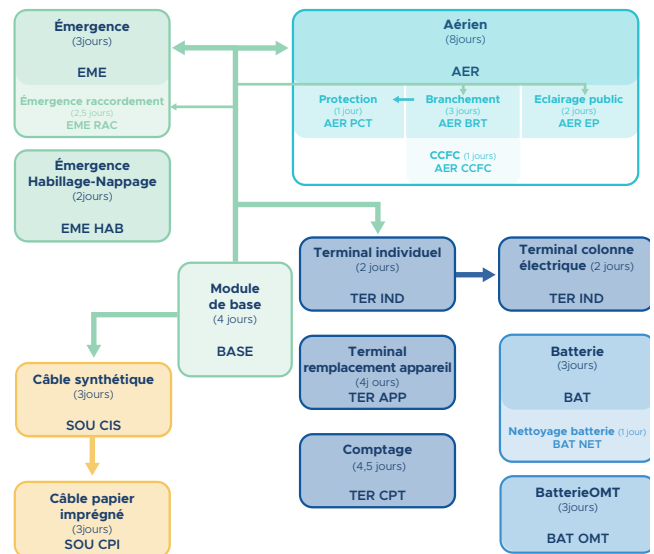 Émergence
(3jours)
EME
Émergence raccordement
(2,5 jours)
EME RAC
Aérien
(8jours)
AER
Protection
(1 jour)
AER PCT
Branchement
(3 jours)
AER BRT
Eclairage public
(2 jours)
AER EP
CCFC (1 jours)
AER CCFC
Émergence
Habillage-Nappage
(2jours)
EME HAB
Module
de base
(4 jours)
BASE
Terminal individuel
(2 jours)
TER IND
Terminal colonne
électrique (2 jours)
TER IND
Terminal
remplacement appareil
(4j ours)
TER APP
Batterie
(3jours)
BAT
Nettoyage batterie (1 jour)
BAT NET
Câble synthétique
(3jours)
SOU CIS
Comptage
(4,5 jours)
TER CPT
Câble papier
imprégné
(3jours)
SOU CPI
BatterieOMT
(3jours)
BAT OMT